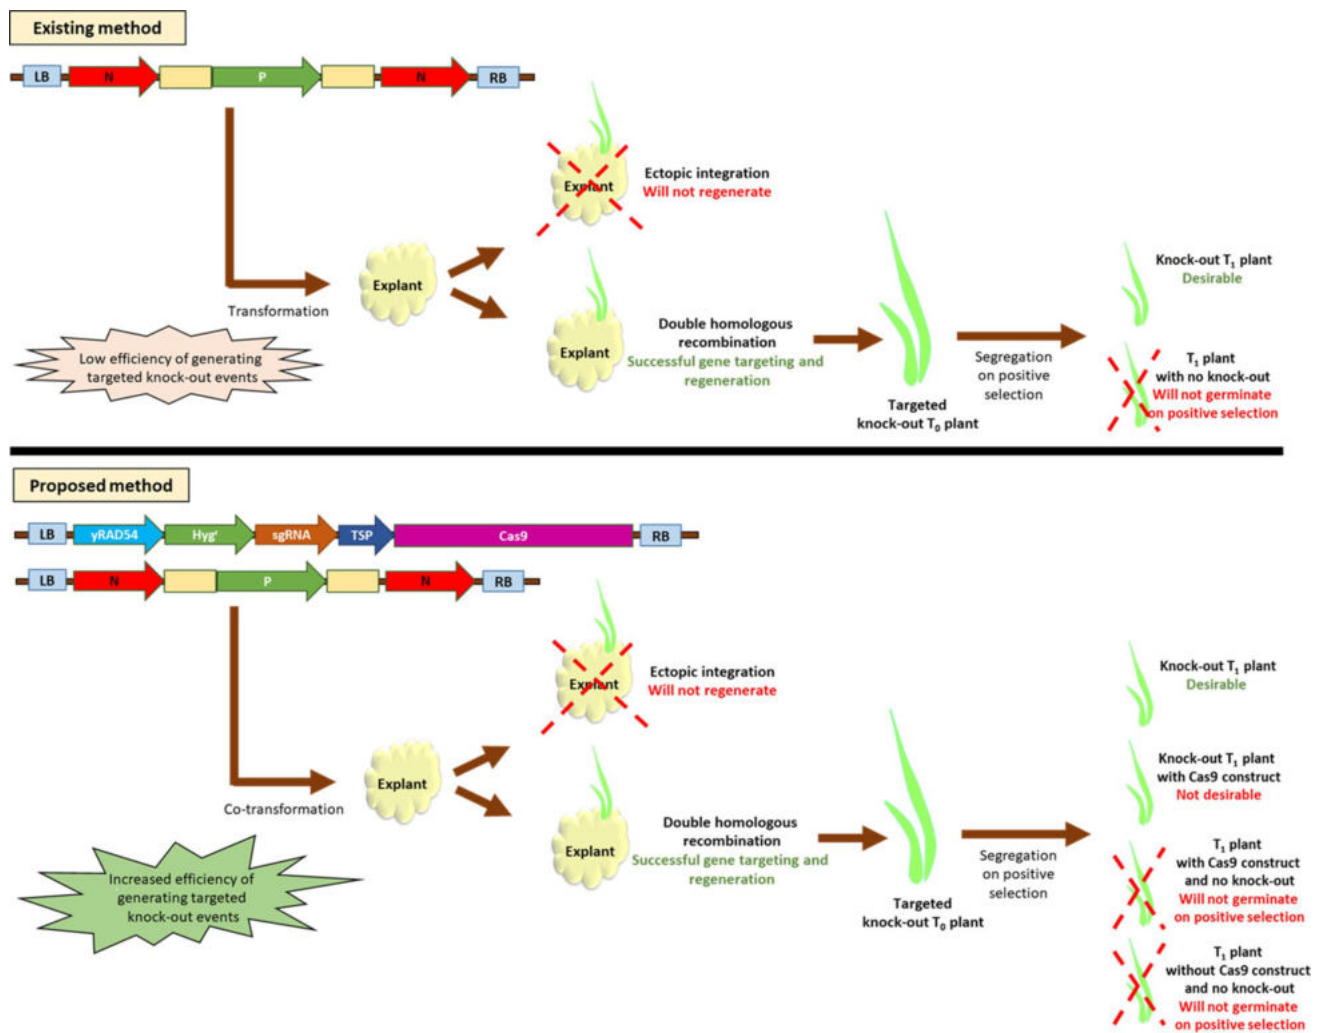 Existing method
LB N P N RB
Explant
Ectopic integration
Will not regenerate
Transformation
Explant
Low efficiency of generating
targeted knock-out events
Explant
Double homologous
recombination
Successful gene targeting and
regeneration
Targeted
knock-out T0 plant
Segregation
on positive
selection
Knock-out T1 plant
Desirable
T1 plant
with no knock-out
Will not germinate
on positive selection
Proposed method
LB yRAD54 Hygr sgRNA TSP Cas9 RB
LB N P N RB
Explant
Ectopic integration
Will not regenerate
Co-transformation
Explant
Increased efficiency of
generating targeted
knock-out events
Explant
Double homologous
recombination
Successful gene targeting and
regeneration
Targeted
knock-out T0 plant
Segregation
on positive
selection
Knock-out T1 plant
Desirable
Knock-out T1 plant
with Cas9 construct
Not desirable
T1 plant
with Cas9 construct
and no knock-out
Will not germinate
on positive selection
T1 plant
without Cas9 construct
and no knock-out
Will not germinate
on positive selection